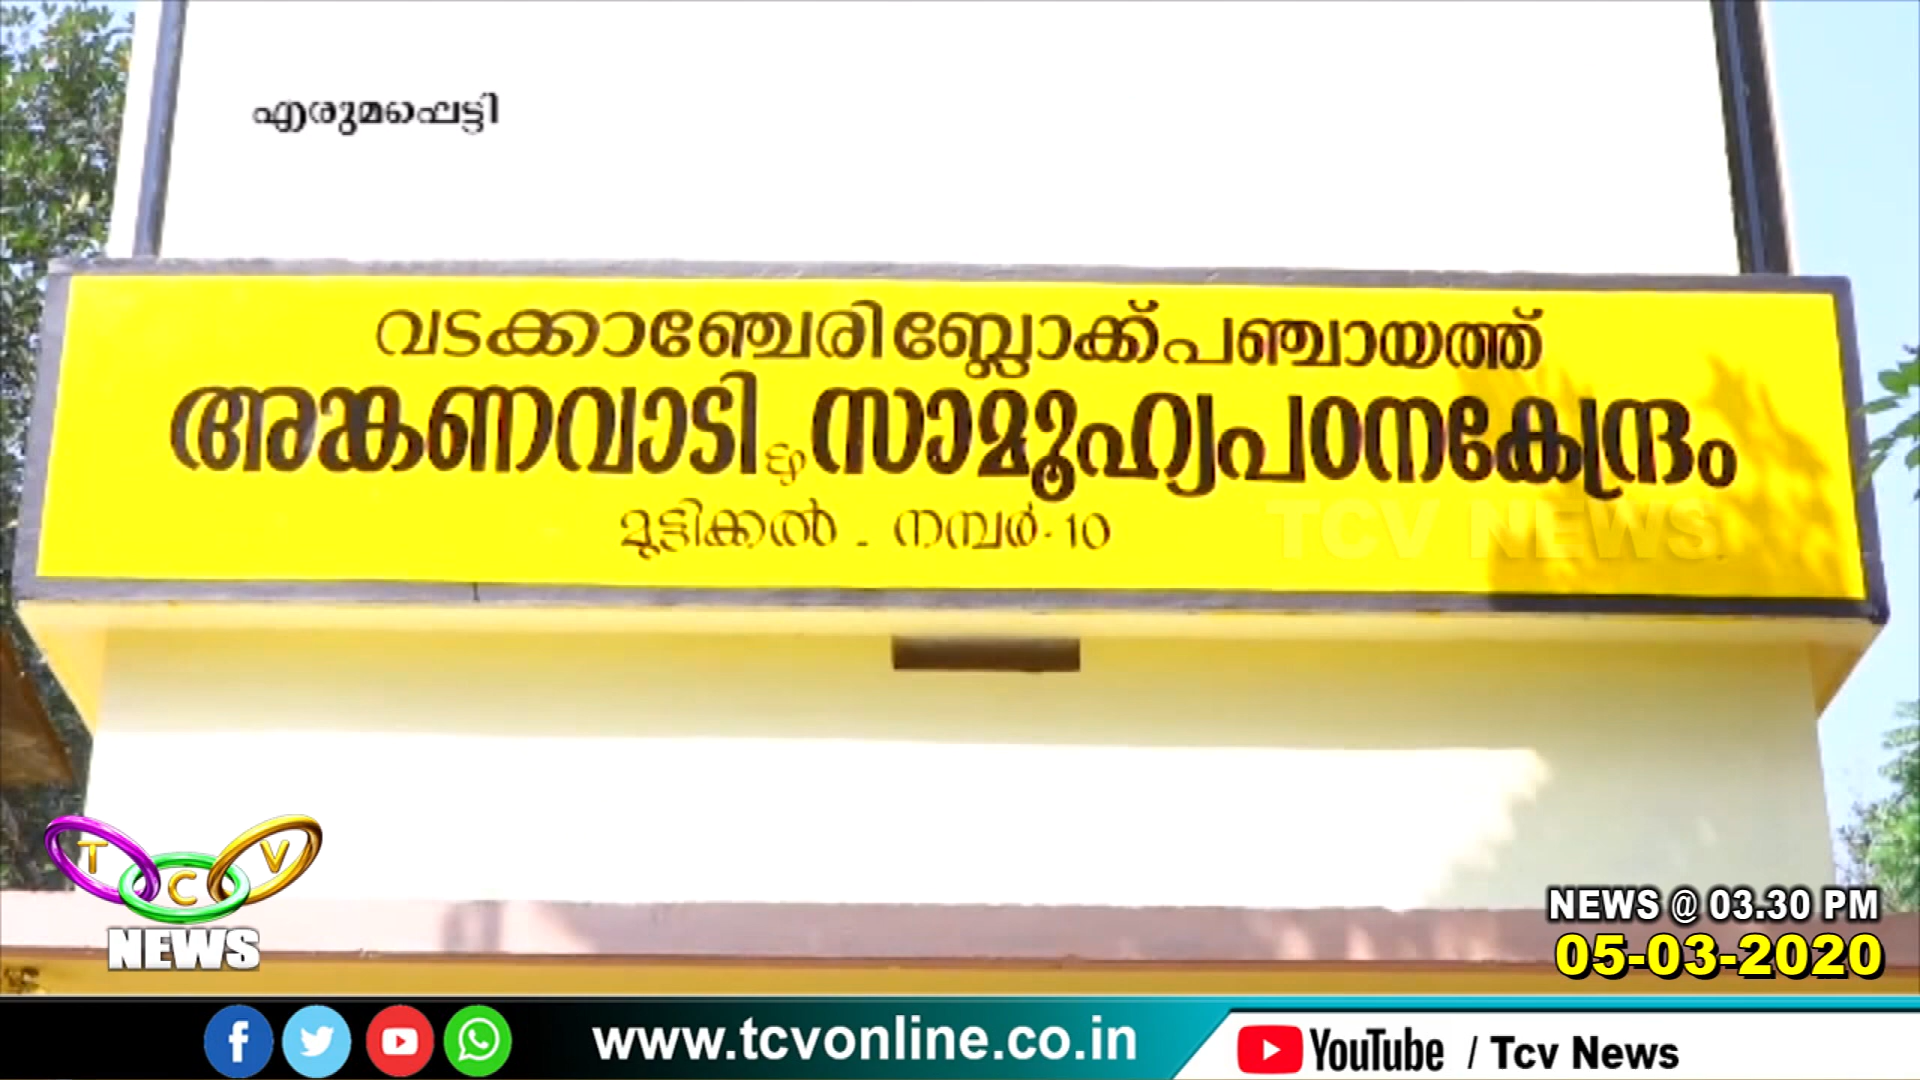 എരുമപ്പെട്ടി
വടക്കാഞ്ചേരി ബ്ലോക്ക് പഞ്ചായത്ത്
അങ്കണവാടി സാമൂഹ്യപഠനകേന്ദ്രം
മുട്ടിക്കൽ - നമ്പർ-10
TCV NEWS
T C V
NEWS
NEWS @ 03.30 PM
05-03-2020
www.tcvonline.co.in
YouTube / Tcv News